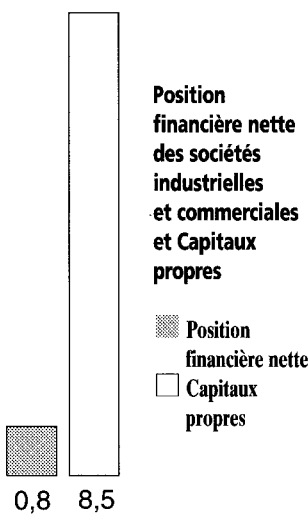 Position
financière nette
des sociétés
industrielles
et commerciales
et Capitaux
propres
Position
financière nette
Capitaux
propres
0,8 8,5